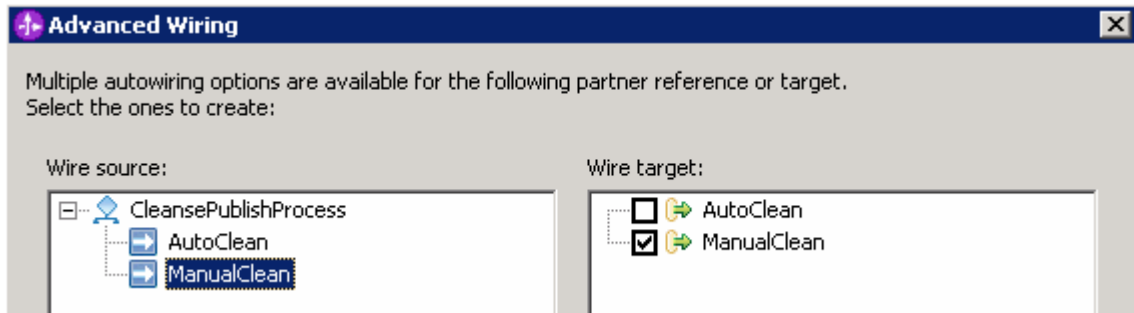 Advanced Wiring
Multiple autowiring options are available for the following partner reference or target.
Select the ones to create:
Wire source:
Wire target:
CleansePublishProcess
AutoClean
ManualClean
AutoClean
ManualClean